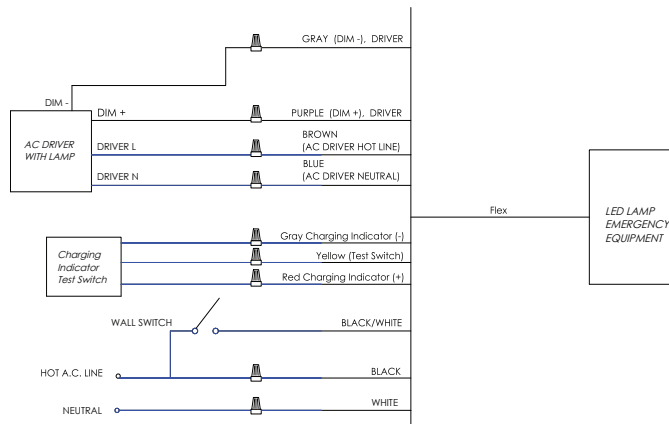 GRAY (DIM -), DRIVER
DIM -
DIM +
PURPLE (DIM +), DRIVER
BROWN
(AC DRIVER HOT LINE)
AC DRIVER
WITH LAMP
DRIVER L
BLUE
(AC DRIVER NEUTRAL)
DRIVER N
Flex
LED LAMP
EMERGENCY
EQUIPMENT
Gray Charging Indicator (-)
Yellow (Test Switch)
Red Charging Indicator (+)
Charging
Indicator
Test Switch
WALL SWITCH
BLACK/WHITE
HOT A.C. LINE
BLACK
NEUTRAL
WHITE